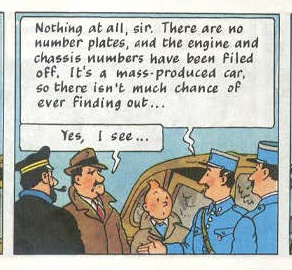 Nothing at all, sir. There are no
number plates, and the engine and
chassis numbers have been filed
off. It's a mass-produced car,
so there isn't much chance of
ever finding out...
Yes, I see...